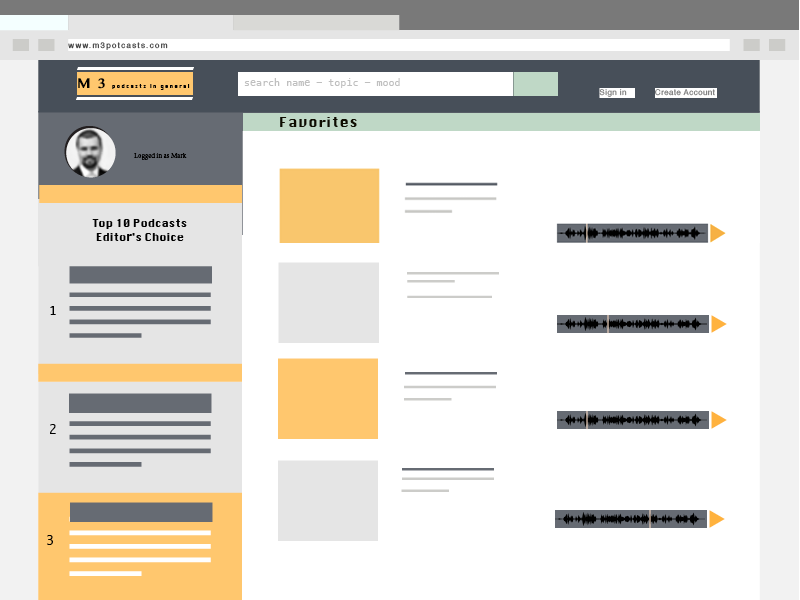 www.m3potcasts.com
M 3 podcasts in general
search name - topic - mood
Sign in
Create Account
Favorites
Logged in as Mark
Top 10 Podcasts
Editor's Choice
1
2
3